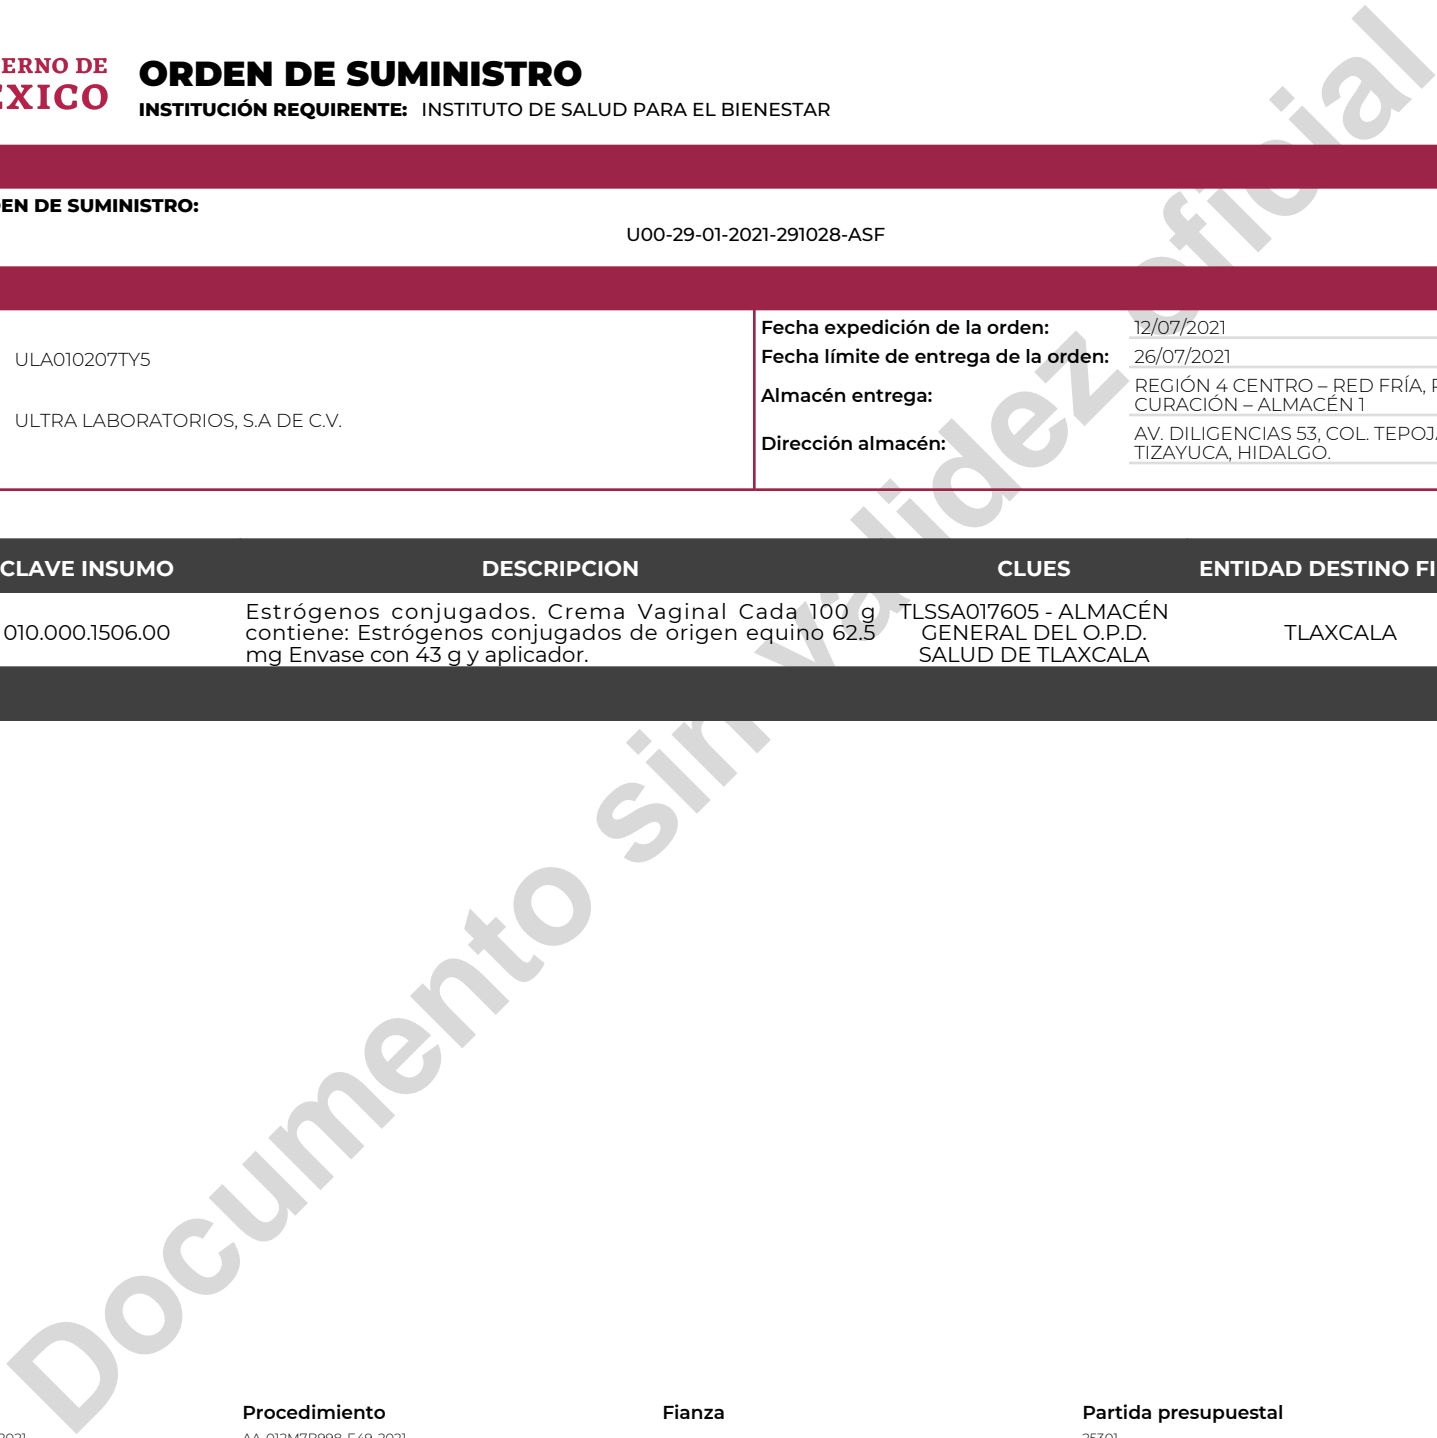 ERNO DE
ÉXICO
ORDEN DE SUMINISTRO
INSTITUCIÓN REQUIRENTE: INSTITUTO DE SALUD PARA EL BIENESTAR
EN DE SUMINISTRO:
U00-29-01-2021-291028-ASF
ULA010207TY5
ULTRA LABORATORIOS, S.A DE C.V.
Fecha expedición de la orden: 12/07/2021
Fecha límite de entrega de la orden: 26/07/2021
Almacén entrega: REGIÓN 4 CENTRO – RED FRÍA,
CURACIÓN – ALMACÉN 1
Dirección almacén: AV. DILIGENCIAS 53, COL.
TIZAYUCA, HIDALGO.
CLAVE INSUMO DESCRIPCION CLUES ENTIDAD DESTINO FI
010.000.1506.00
Estrógenos conjugados. Crema Vaginal Cada 100 g
contiene: Estrógenos conjugados de origen equino 62.5
mg Envase con 43 g y aplicador.
TLSSA017605 - ALMACÉN
GENERAL DEL O.P.D.
SALUD DE TLAXCALA
TLAXCALA
Documento sin validez oficial
Procedimiento Fianza Partida presupuestal